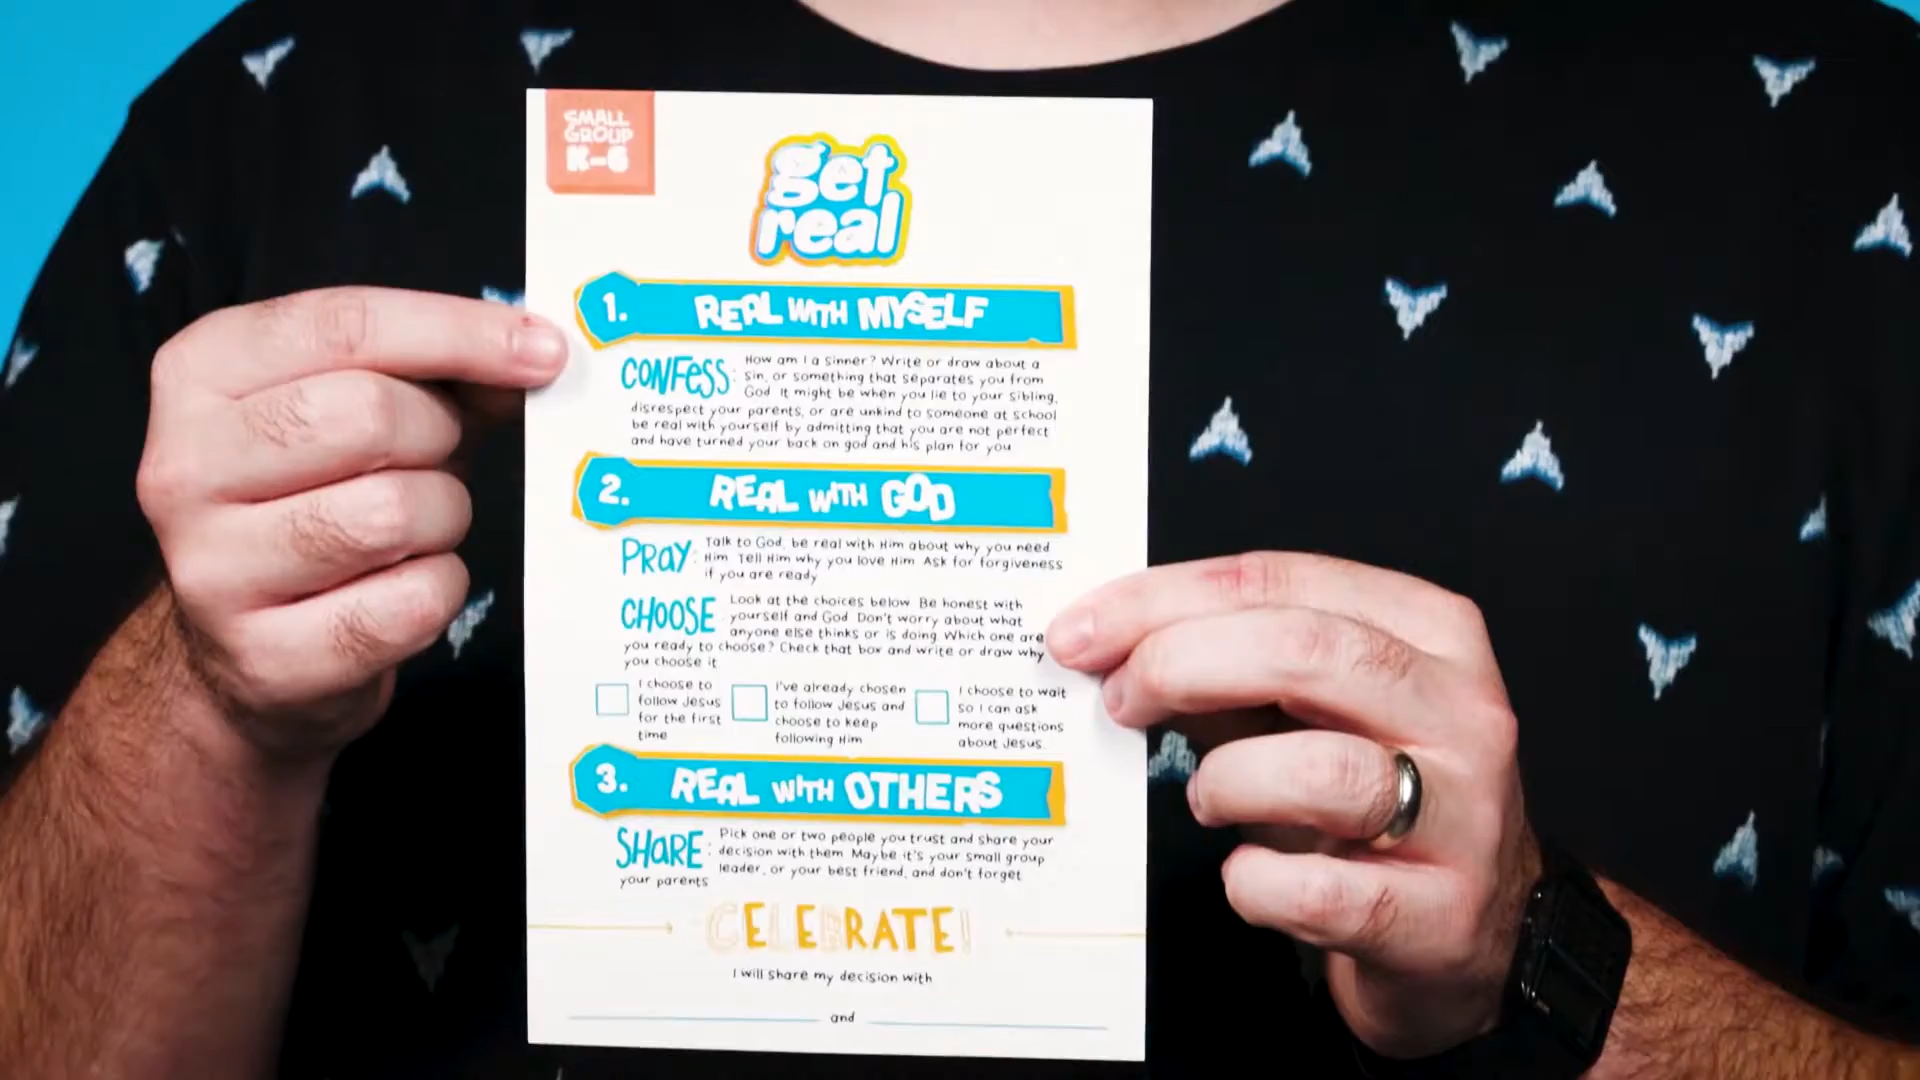 SMALL
GROUP
K-6
get
real
1. REAL WITH MYSELF
CONFESS: How am I a sinner? Write or draw about a
sin, or something that separates you from
God It might be when you lie to your sibling,
disrespect your parents, or are unkind to someone at school
be real with yourself by admitting that you are not perfect
and have turned your back on god and his plan for you
2. REAL WITH GOD
PRAY: Talk to God, be real with Him about why you need
Him Tell Him why you love Him Ask for forgiveness
if you are ready
CHOOSE Look at the choices below Be honest with
yourself and God Don't worry about what
anyone else thinks or is doing Which one are
you ready to choose? Check that box and write or draw why
you choose it
I choose to
follow Jesus
for the first
time
I've already chosen
to follow Jesus and
choose to keep
following Him
I choose to wait
so I can ask
more questions
about Jesus.
3. REAL WITH OTHERS
SHARE: Pick one or two people you trust and share your
decision with them Maybe it's your small group
leader, or your best friend, and don't forget
your parents
CELEBRATE!
I will share my decision with
and